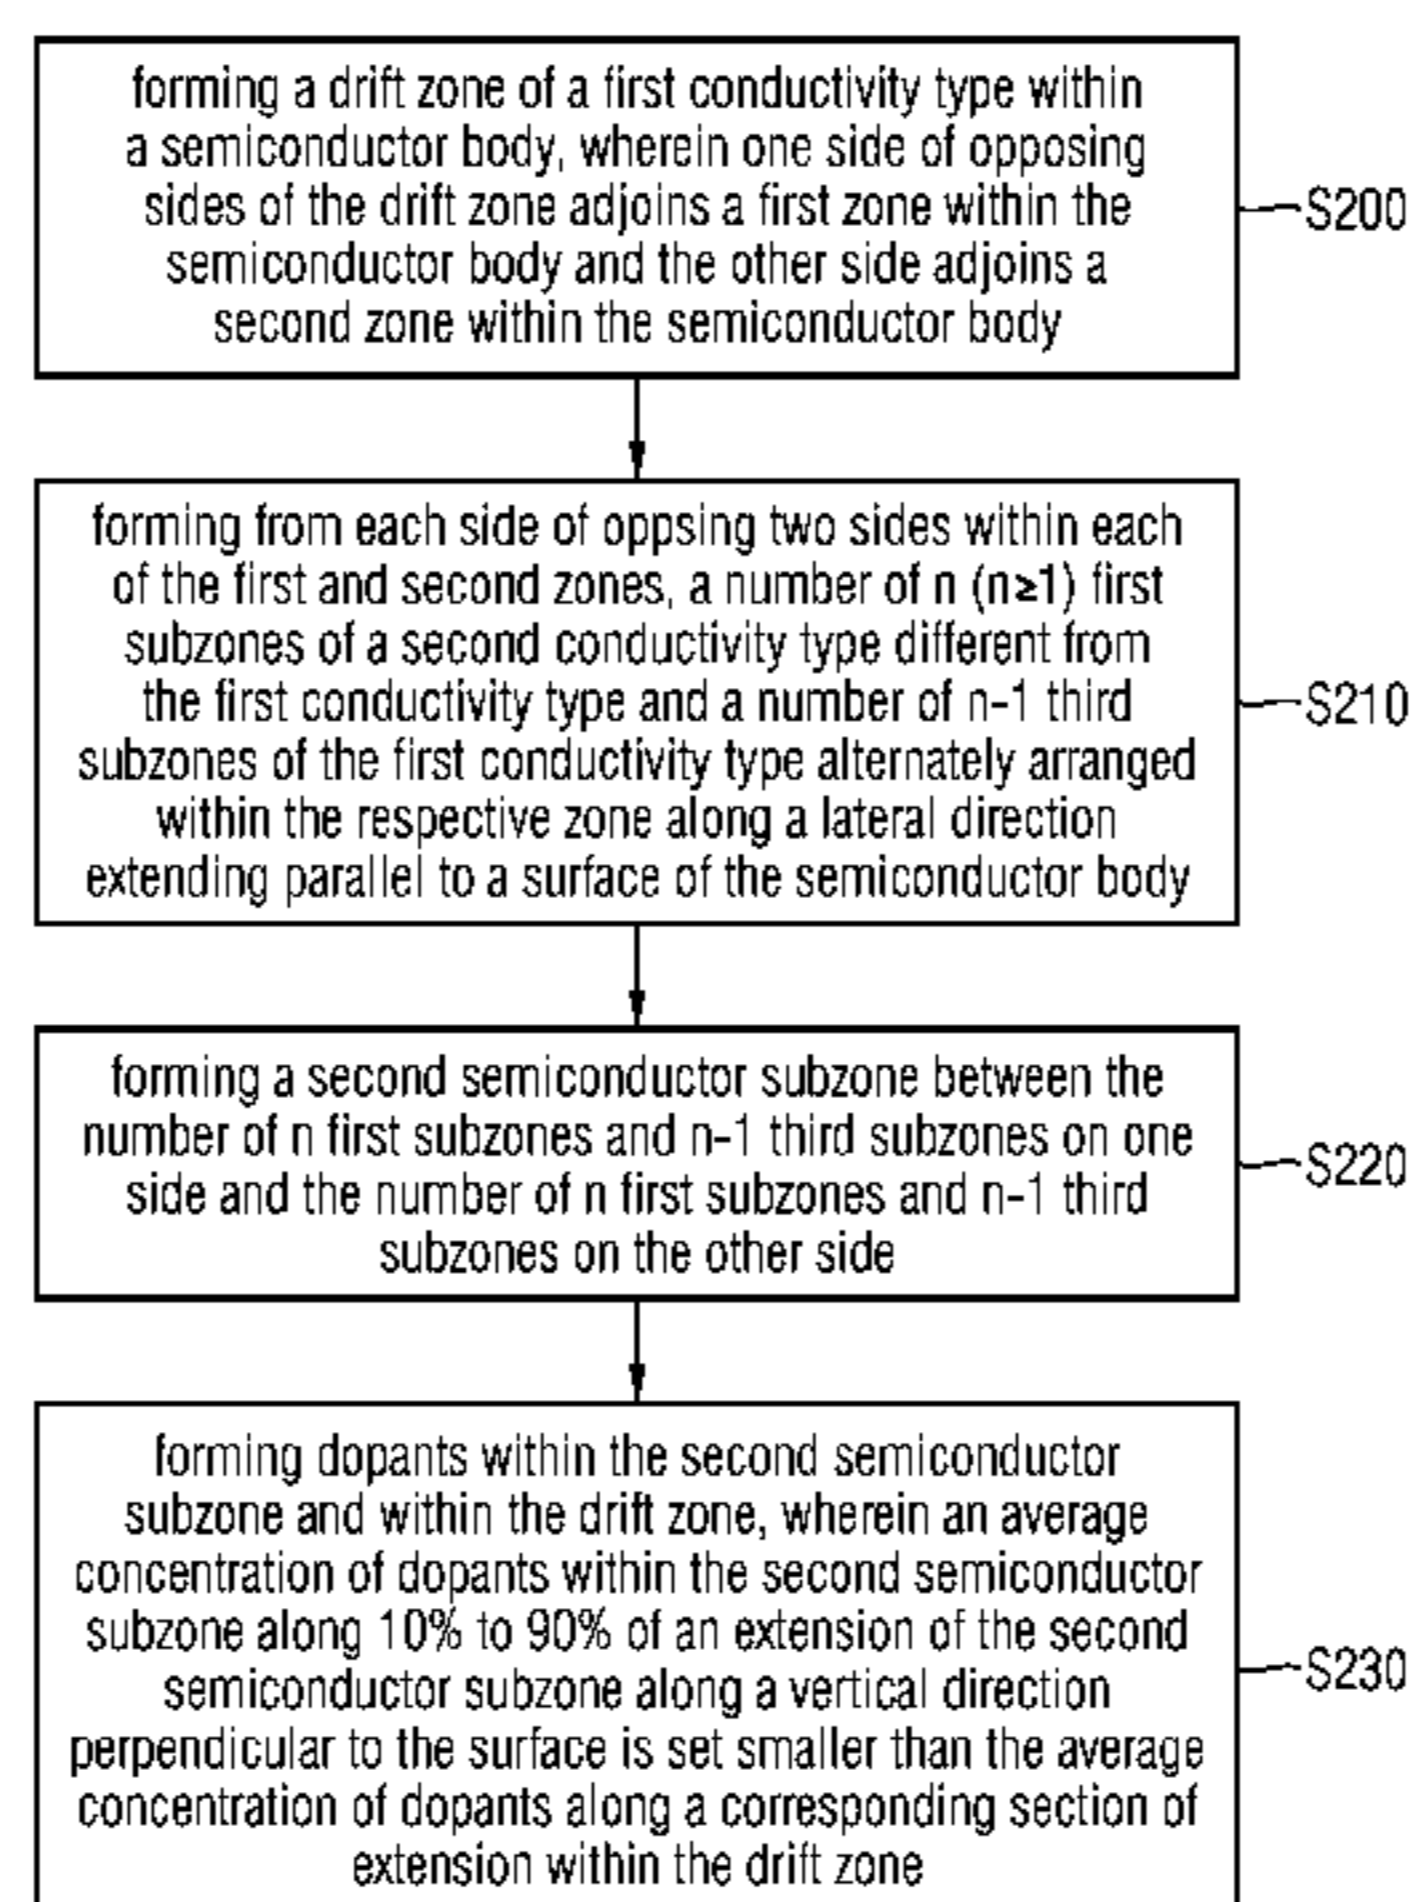 forming a drift zone of a first conductivity type within
a semiconductor body, wherein one side of opposing
sides of the drift zone adjoins a first zone within the
semiconductor body and the other side adjoins a
second zone within the semiconductor body
S200
forming from each side of oppsing two sides within each
of the first and second zones, a number of n (n≥1) first
subzones of a second conductivity type different from
the first conductivity type and a number of n-1 third
subzones of the first conductivity type alternately arranged
within the respective zone along a lateral direction
extending parallel to a surface of the semiconductor body
S210
forming a second semiconductor subzone between the
number of n first subzones and n-1 third subzones on one
side and the number of n first subzones and n-1 third
subzones on the other side
S220
forming dopants within the second semiconductor
subzone and within the drift zone, wherein an average
concentration of dopants within the second semiconductor
subzone along 10% to 90% of an extension of the second
semiconductor subzone along a vertical direction
perpendicular to the surface is set smaller than the average
concentration of dopants along a corresponding section of
extension within the drift zone
S230